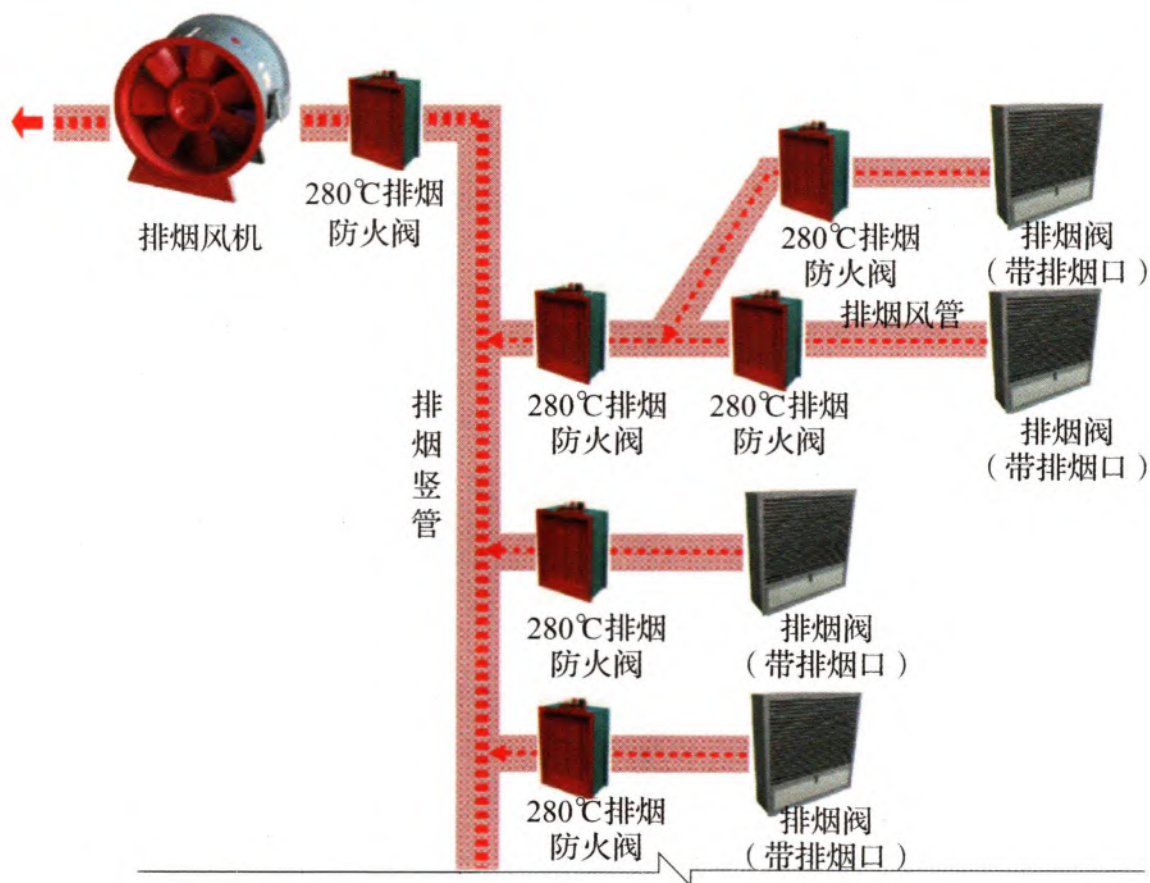 280℃排烟
防火阀
排烟风机
280℃排烟
防火阀
排烟阀
（带排烟口）
排烟风管
280℃排烟
防火阀
280℃排烟
防火阀
排烟阀
（带排烟口）
排
烟
竖
管
280℃排烟
防火阀
排烟阀
（带排烟口）
280℃排烟
防火阀
排烟阀
（带排烟口）